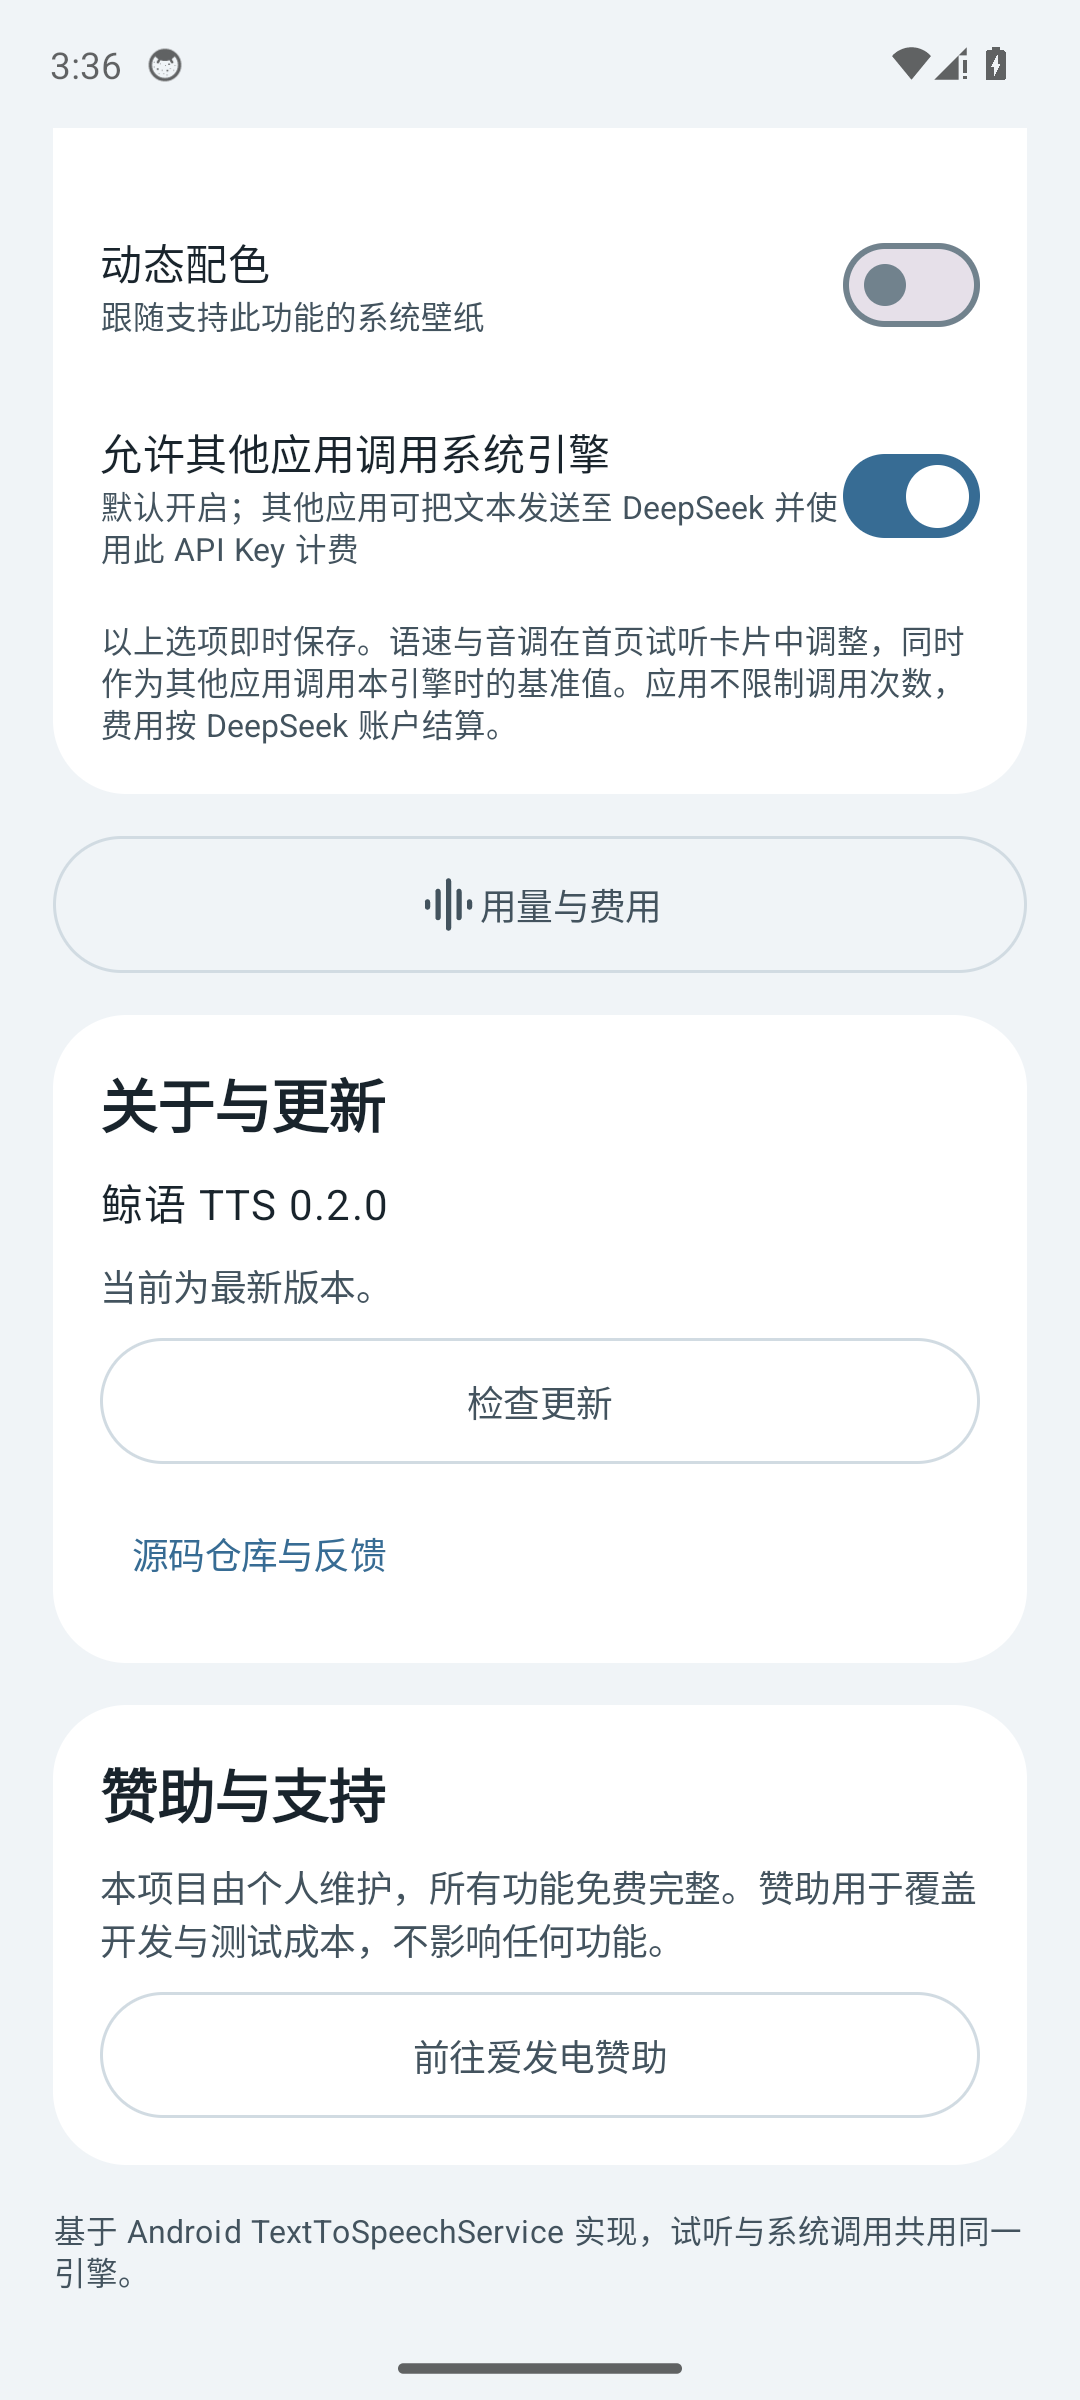 3:36
动态配色
跟随支持此功能的系统壁纸
允许其他应用调用系统引擎
默认开启；其他应用可把文本发送至 DeepSeek 并使
用此 API Key 计费
以上选项即时保存。语速与音调在首页试听卡片中调整，同时
作为其他应用调用本引擎时的基准值。应用不限制调用次数，
费用按 DeepSeek 账户结算。
用量与费用
关于与更新
鲸语 TTS 0.2.0
当前为最新版本。
检查更新
源码仓库与反馈
赞助与支持
本项目由个人维护，所有功能免费完整。赞助用于覆盖
开发与测试成本，不影响任何功能。
前往爱发电赞助
基于 Android TextToSpeechService 实现，试听与系统调用共用同一
引擎。